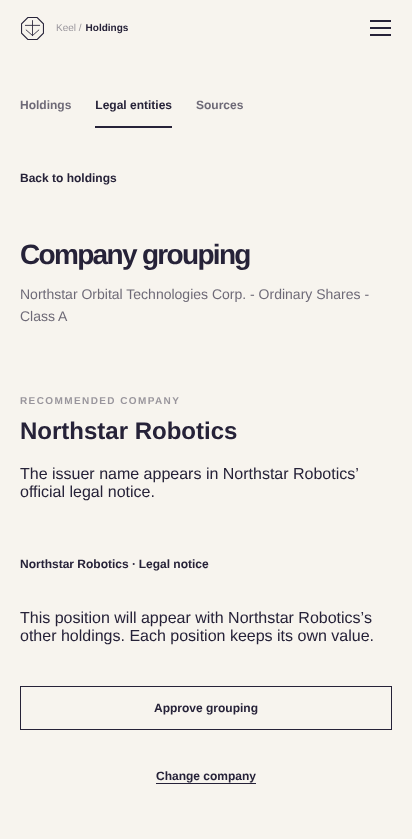 Keel / Holdings
Holdings Legal entities Sources
Back to holdings
Company grouping
Northstar Orbital Technologies Corp. - Ordinary Shares -
Class A
RECOMMENDED COMPANY
Northstar Robotics
The issuer name appears in Northstar Robotics’
official legal notice.
Northstar Robotics · Legal notice
This position will appear with Northstar Robotics’s
other holdings. Each position keeps its own value.
Approve grouping
Change company